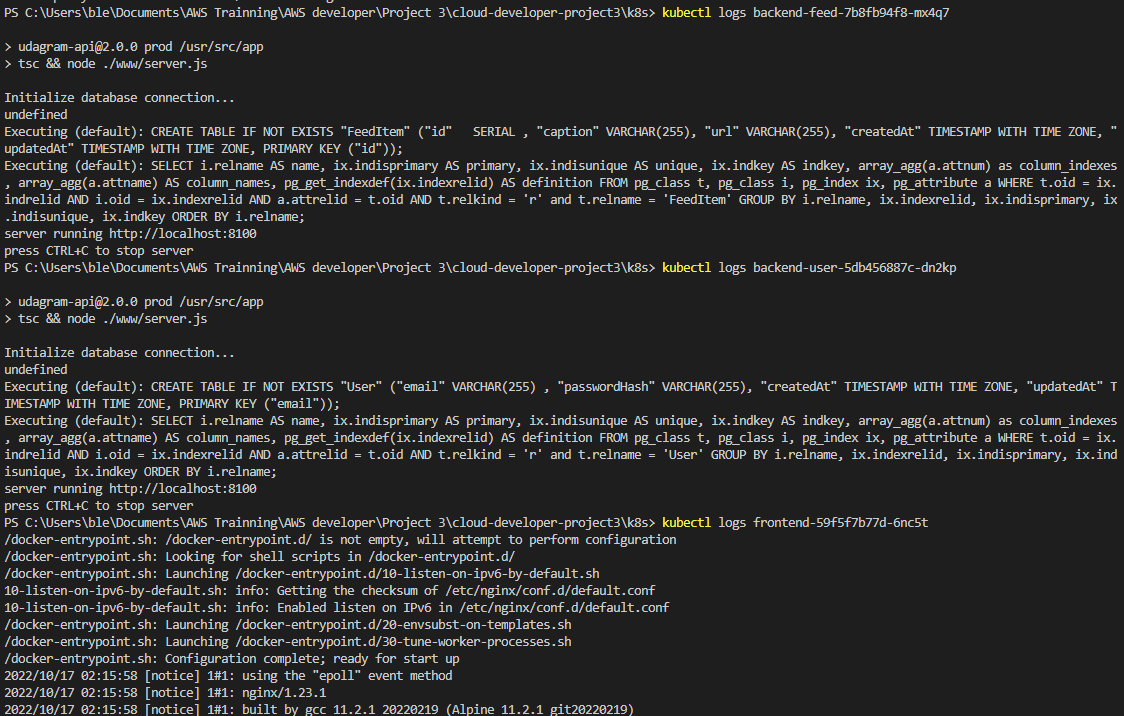 PS C:\Users\ble\Documents\AWS Trainning\AWS developer\Project 3\cloud-developer-project3\k8s> kubectl logs backend-feed-7b8fb94f8-mx4q7

> udagram-api@2.0.0 prod /usr/src/app
> tsc && node ./www/server.js

Initialize database connection...
undefined
Executing (default): CREATE TABLE IF NOT EXISTS "FeedItem" ("id"   SERIAL , "caption" VARCHAR(255), "url" VARCHAR(255), "createdAt" TIMESTAMP WITH TIME ZONE, "
updatedAt" TIMESTAMP WITH TIME ZONE, PRIMARY KEY ("id"));
Executing (default): SELECT i.relname AS name, ix.indisprimary AS primary, ix.indisunique AS unique, ix.indkey AS indkey, array_agg(a.attnum) as column_indexes
, array_agg(a.attname) AS column_names, pg_get_indexdef(ix.indexrelid) AS definition FROM pg_class t, pg_class i, pg_index ix, pg_attribute a WHERE t.oid = ix.
indrelid AND i.oid = ix.indexrelid AND a.attrelid = t.oid AND t.relkind = 'r' and t.relname = 'FeedItem' GROUP BY i.relname, ix.indexrelid, ix.indisprimary, ix
.indisunique, ix.indkey ORDER BY i.relname;
server running http://localhost:8100
press CTRL+C to stop server
PS C:\Users\ble\Documents\AWS Trainning\AWS developer\Project 3\cloud-developer-project3\k8s> kubectl logs backend-user-5db456887c-dn2kp

> udagram-api@2.0.0 prod /usr/src/app
> tsc && node ./www/server.js

Initialize database connection...
undefined
Executing (default): CREATE TABLE IF NOT EXISTS "User" ("email" VARCHAR(255) , "passwordHash" VARCHAR(255), "createdAt" TIMESTAMP WITH TIME ZONE, "updatedAt" T
IMESTAMP WITH TIME ZONE, PRIMARY KEY ("email"));
Executing (default): SELECT i.relname AS name, ix.indisprimary AS primary, ix.indisunique AS unique, ix.indkey AS indkey, array_agg(a.attnum) as column_indexes
, array_agg(a.attname) AS column_names, pg_get_indexdef(ix.indexrelid) AS definition FROM pg_class t, pg_class i, pg_index ix, pg_attribute a WHERE t.oid = ix.
indrelid AND i.oid = ix.indexrelid AND a.attrelid = t.oid AND t.relkind = 'r' and t.relname = 'User' GROUP BY i.relname, ix.indexrelid, ix.indisprimary, ix.ind
isunique, ix.indkey ORDER BY i.relname;
server running http://localhost:8100
press CTRL+C to stop server
PS C:\Users\ble\Documents\AWS Trainning\AWS developer\Project 3\cloud-developer-project3\k8s> kubectl logs frontend-59f5f7b77d-6nc5t
/docker-entrypoint.sh: /docker-entrypoint.d/ is not empty, will attempt to perform configuration
/docker-entrypoint.sh: Looking for shell scripts in /docker-entrypoint.d/
/docker-entrypoint.sh: Launching /docker-entrypoint.d/10-listen-on-ipv6-by-default.sh
10-listen-on-ipv6-by-default.sh: info: Getting the checksum of /etc/nginx/conf.d/default.conf
10-listen-on-ipv6-by-default.sh: info: Enabled listen on IPv6 in /etc/nginx/conf.d/default.conf
/docker-entrypoint.sh: Launching /docker-entrypoint.d/20-envsubst-on-templates.sh
/docker-entrypoint.sh: Launching /docker-entrypoint.d/30-tune-worker-processes.sh
/docker-entrypoint.sh: Configuration complete; ready for start up
2022/10/17 02:15:58 [notice] 1#1: using the "epoll" event method
2022/10/17 02:15:58 [notice] 1#1: nginx/1.23.1
2022/10/17 02:15:58 [notice] 1#1: built by gcc 11.2.1 20220219 (Alpine 11.2.1 git20220219)